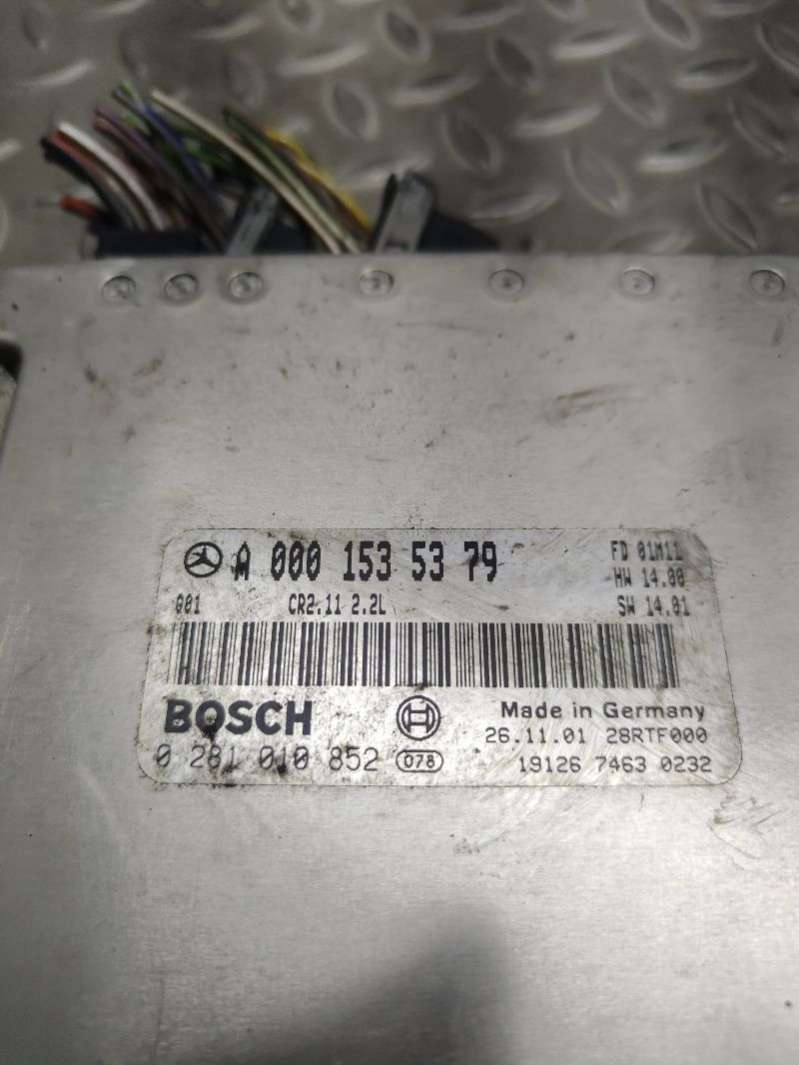 A 000 153 53 79
FD 01M11
HW 14.00
Q01 CR2.11 2.2L SW 14.01
BOSCH
Made in Germany
26.11.01 28RTF000
0 281 010 852 078
19126 7463 0232